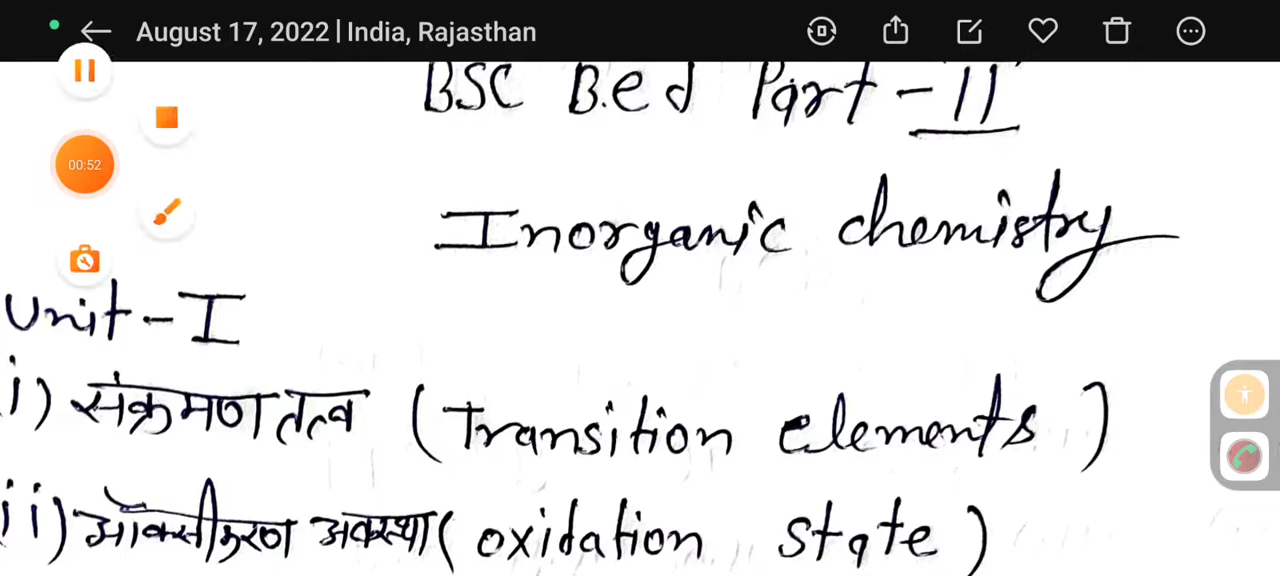 August 17, 2022 | India, Rajasthan
BSC B.ed Part - II
00:52
Inorganic chemistry
Unit - I
i) संक्रमण तत्व (Transition elements)
ii) ऑक्सीकरण अवस्था (oxidation state)